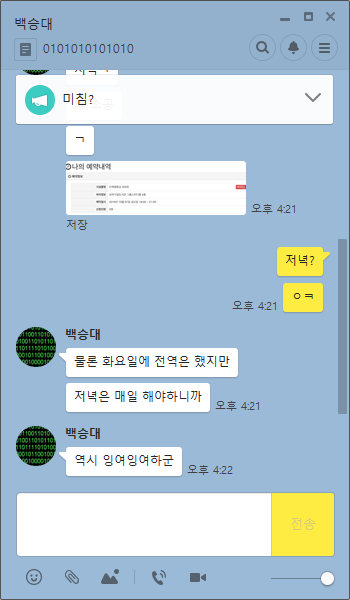 백승대
0101010101010
미침?
ㄱ
나의 예약내역
오후 4:21
저장
저녁?
ㅇㅋ
오후 4:21
백승대
물론 화요일에 전역은 했지만
저녁은 매일 해야하니까
오후 4:21
백승대
역시 잉여잉여하군
오후 4:22
전송